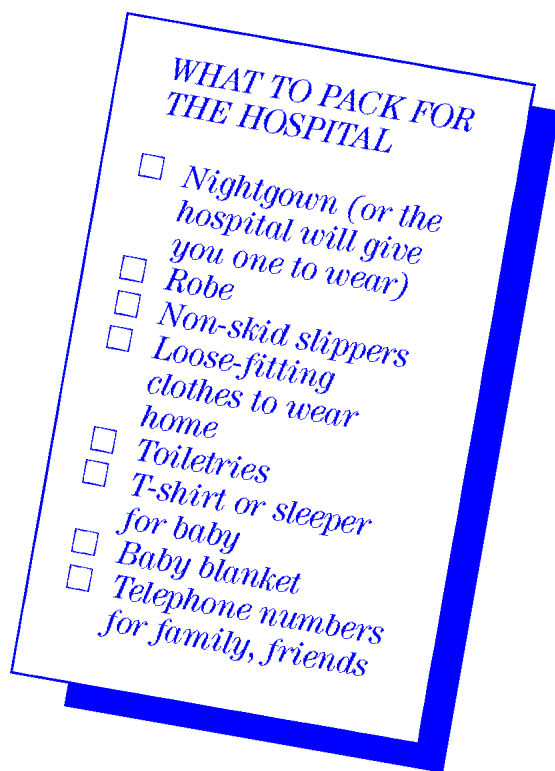 WHAT TO PACK FOR
THE HOSPITAL
☐ Nightgown (or the
hospital will give
you one to wear)
☐ Robe
☐ Non-skid slippers
☐ Loose-fitting
clothes to wear
home
☐ Toiletries
☐ T-shirt or sleeper
for baby
☐ Baby blanket
☐ Telephone numbers
for family, friends